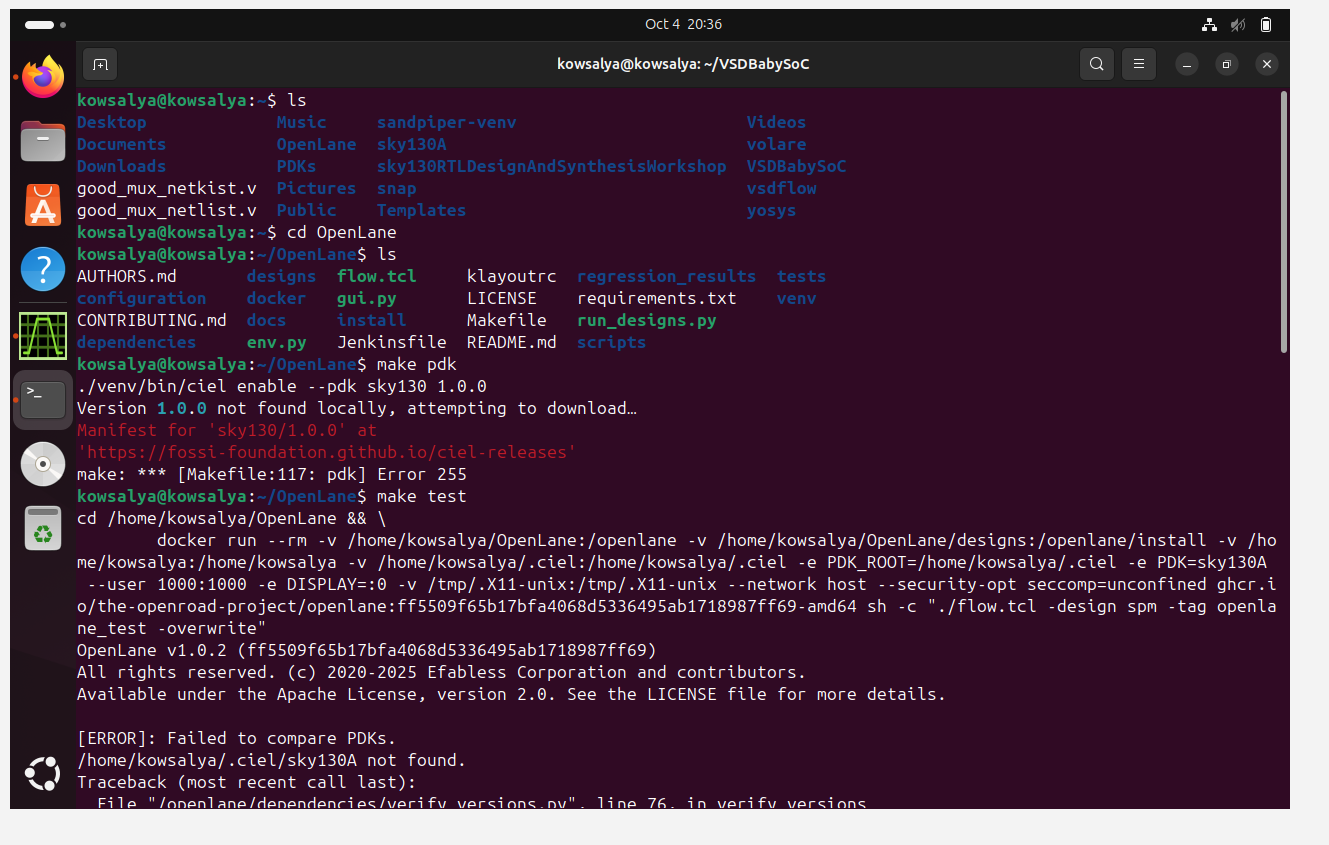 Oct 4 20:36
kowsalya@kowsalya: ~/VSDBabySoC
kowsalya@kowsalya:~$ ls
Desktop Music sandpiper-venv Videos
Documents OpenLane sky130A volare
Downloads PDKs sky130RTLDesignAndSynthesisWorkshop VSDBabySoC
good_mux_netkist.v Pictures snap vsdflow
good_mux_netlist.v Public Templates yosys
kowsalya@kowsalya:~$ cd OpenLane
kowsalya@kowsalya:~/OpenLane$ ls
AUTHORS.md designs flow.tcl klayoutrc regression_results tests
configuration docker gui.py LICENSE requirements.txt venv
CONTRIBUTING.md docs install Makefile run_designs.py
dependencies env.py Jenkinsfile README.md scripts
kowsalya@kowsalya:~/OpenLane$ make pdk
./venv/bin/ciel enable --pdk sky130 1.0.0
Version 1.0.0 not found locally, attempting to download…
Manifest for 'sky130/1.0.0' at
'https://fossi-foundation.github.io/ciel-releases'
make: *** [Makefile:117: pdk] Error 255
kowsalya@kowsalya:~/OpenLane$ make test
cd /home/kowsalya/OpenLane && \
docker run --rm -v /home/kowsalya/OpenLane:/openlane -v /home/kowsalya/OpenLane/designs:/openlane/install -v /ho
me/kowsalya:/home/kowsalya -v /home/kowsalya/.ciel:/home/kowsalya/.ciel -e PDK_ROOT=/home/kowsalya/.ciel -e PDK=sky130A
--user 1000:1000 -e DISPLAY=:0 -v /tmp/.X11-unix:/tmp/.X11-unix --network host --security-opt seccomp=unconfined ghcr.i
o/the-openroad-project/openlane:ff5509f65b17bfa4068d5336495ab1718987ff69-amd64 sh -c "./flow.tcl -design spm -tag openla
ne_test -overwrite"
OpenLane v1.0.2 (ff5509f65b17bfa4068d5336495ab1718987ff69)
All rights reserved. (c) 2020-2025 Efabless Corporation and contributors.
Available under the Apache License, version 2.0. See the LICENSE file for more details.
[ERROR]: Failed to compare PDKs.
/home/kowsalya/.ciel/sky130A not found.
Traceback (most recent call last):
File "/openlane/dependencies/verify_versions.py", line 76, in verify_versions